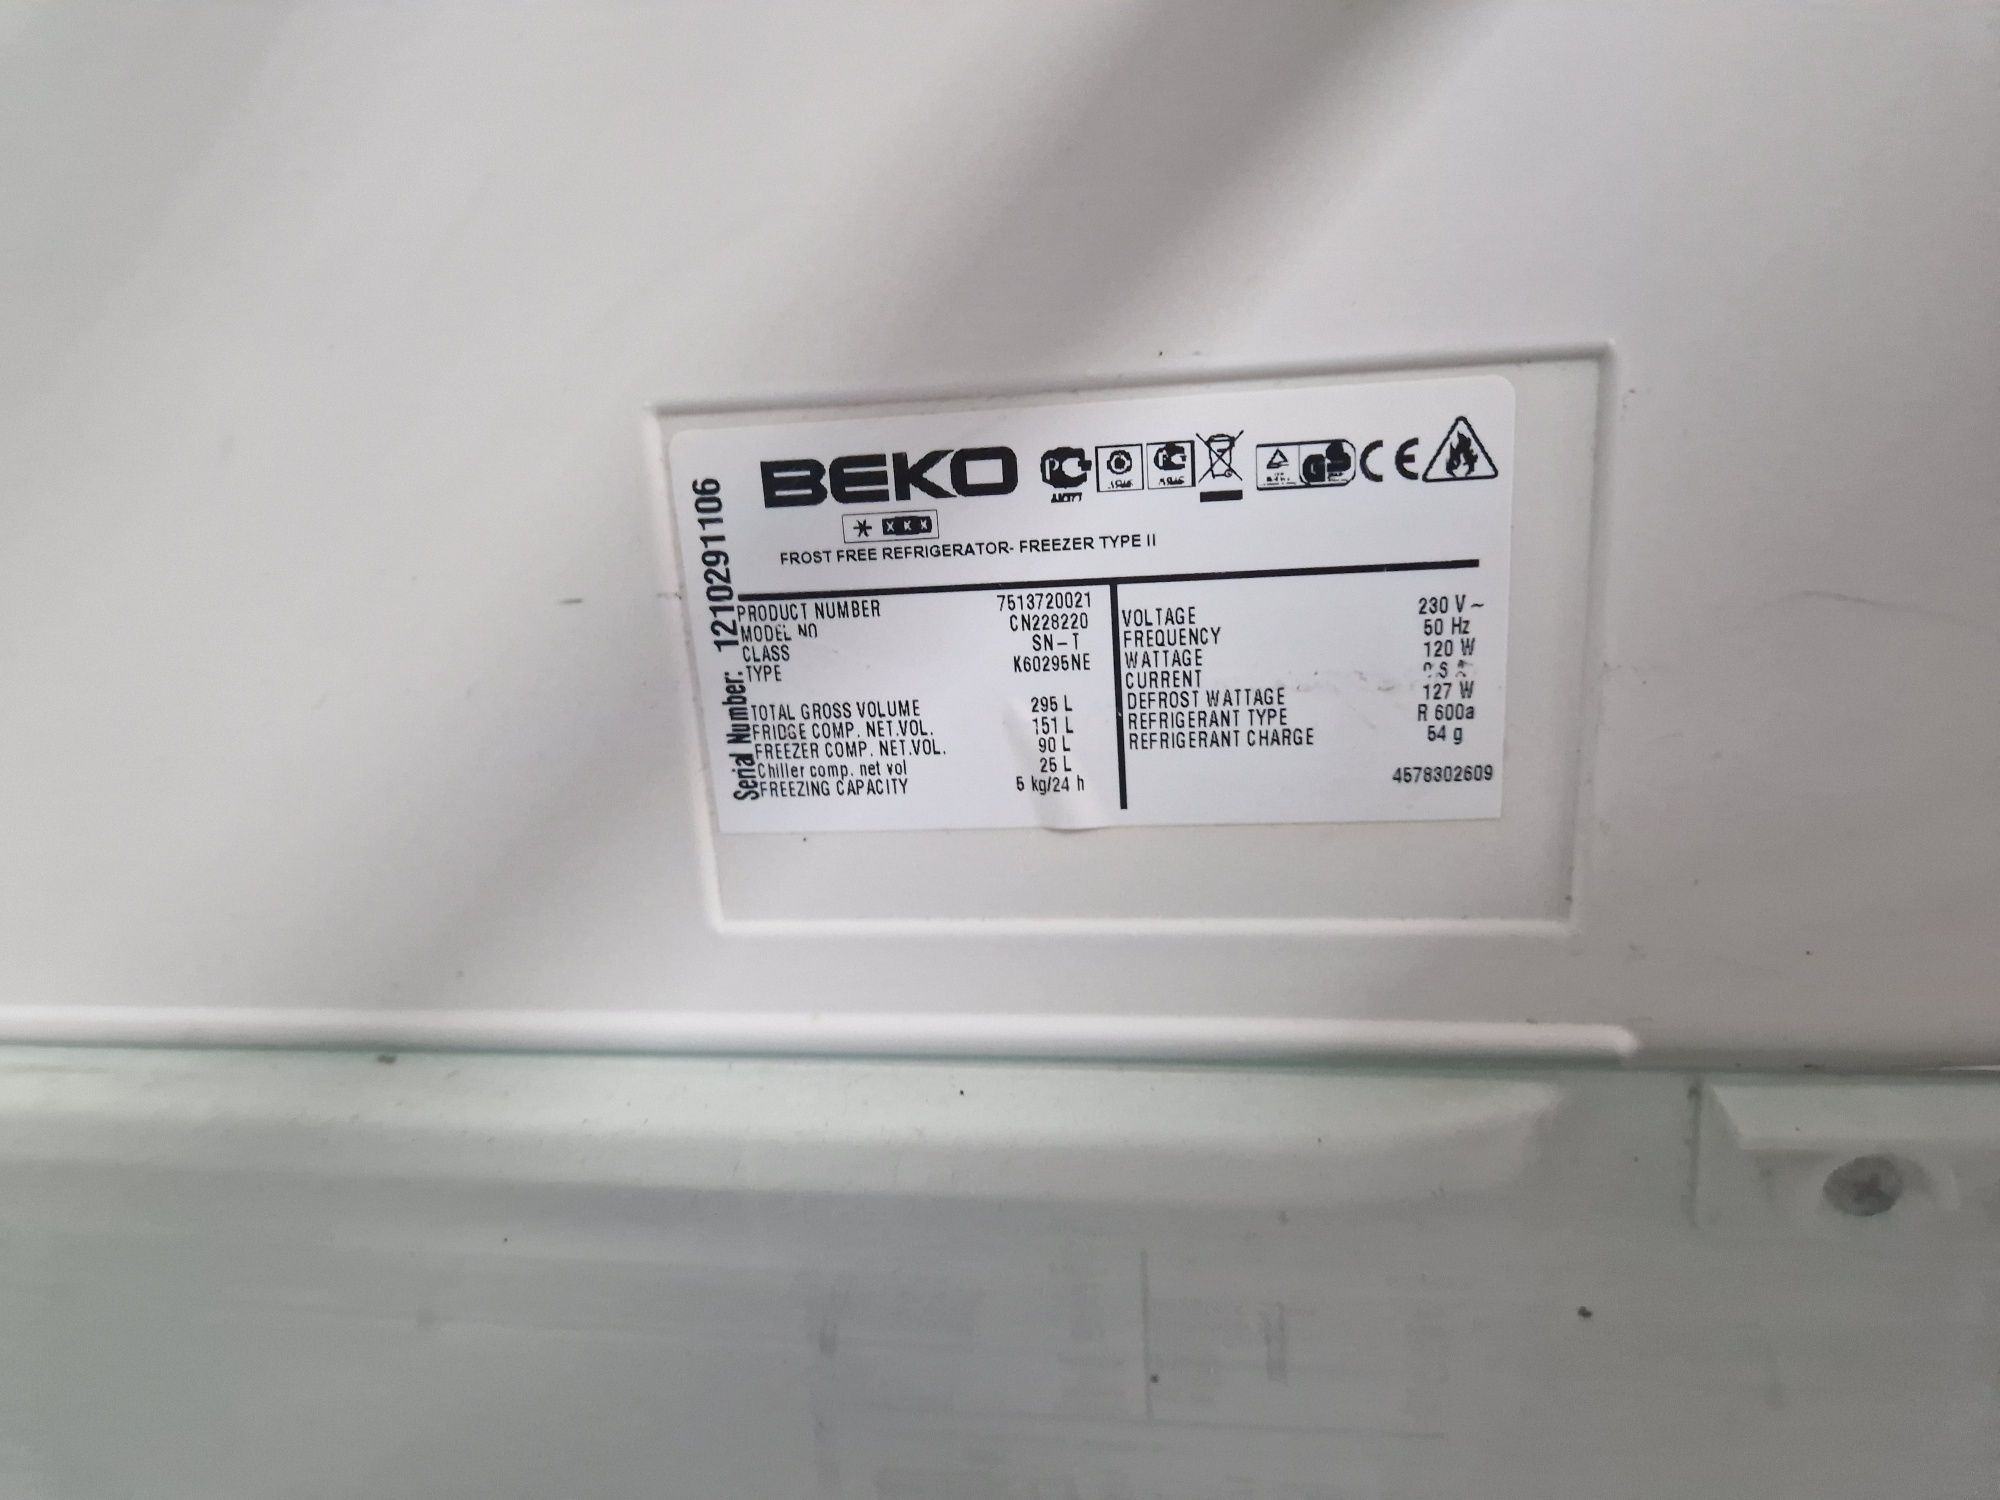 BEKO
FROST FREE REFRIGERATOR- FREEZER TYPE II
Serial Number: 1210291106
PRODUCT NUMBER 7513720021
MODEL NO CN228220
CLASS SN-T
TYPE K60295NE
TOTAL GROSS VOLUME 295 L
FRIDGE COMP. NET.VOL. 151 L
FREEZER COMP. NET.VOL. 90 L
Chiller comp. net vol 25 L
FREEZING CAPACITY 5 kg/24 h
VOLTAGE 230 V ~
FREQUENCY 50 Hz
WATTAGE 120 W
CURRENT
DEFROST WATTAGE 127 W
REFRIGERANT TYPE R 600a
REFRIGERANT CHARGE 54 g
4578302609